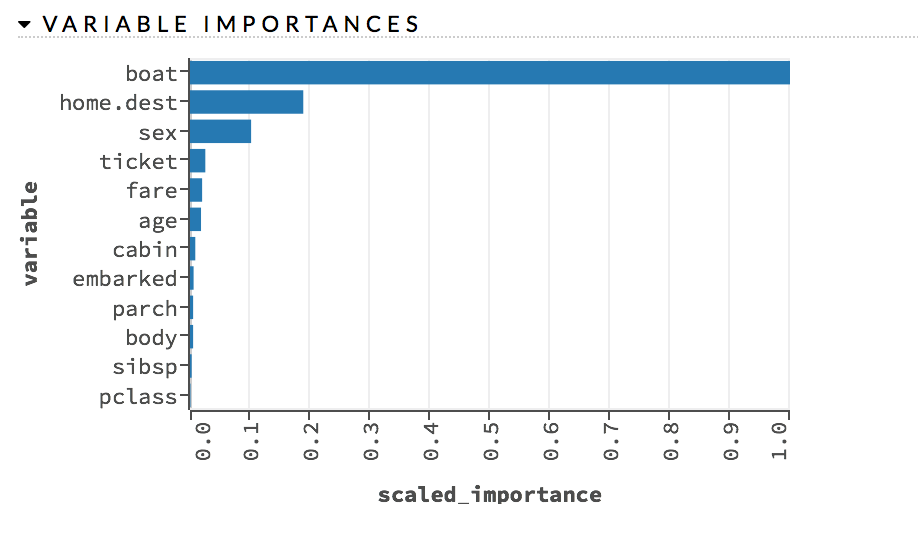 VARIABLE IMPORTANCES
boat
home.dest
sex
ticket
fare
age
cabin
embarked
parch
body
sibsp
pclass
variable
0.0 0.1 0.2 0.3 0.4 0.5 0.6 0.7 0.8 0.9 1.0
scaled_importance